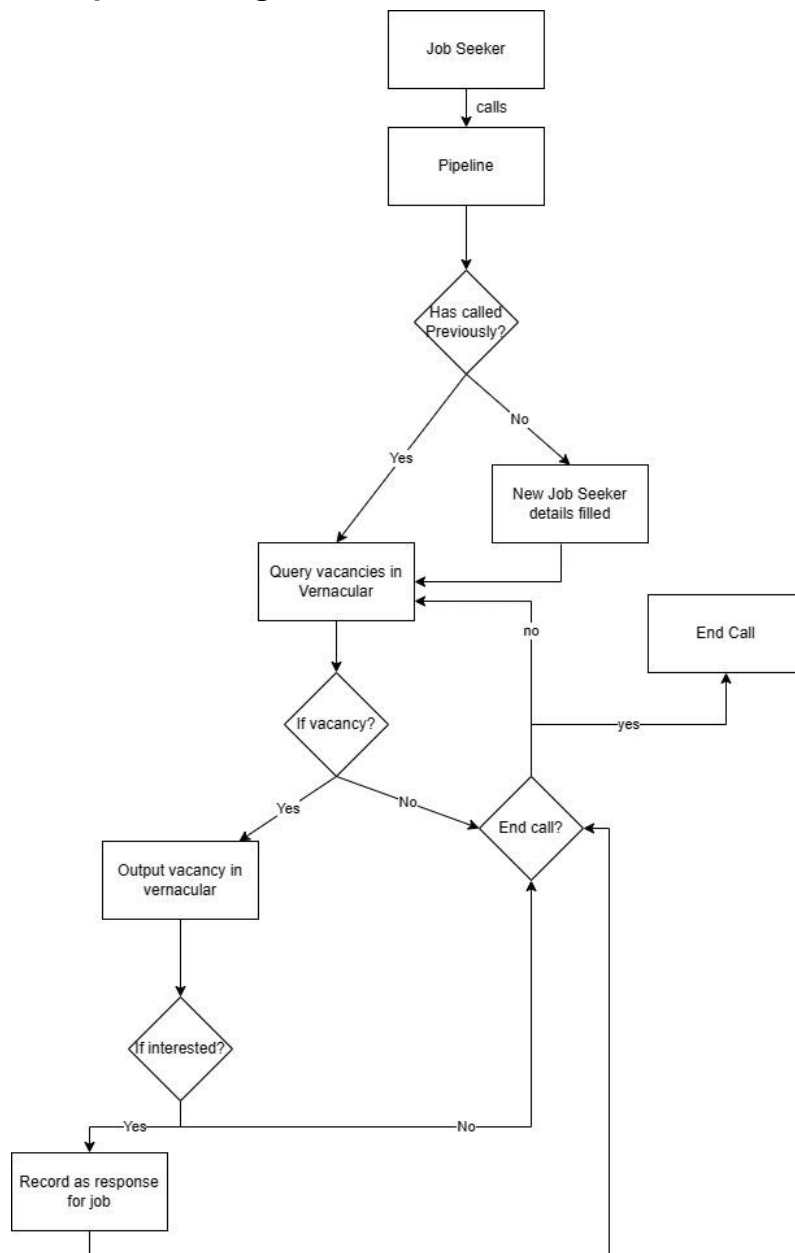 Job Seeker
calls
Pipeline
Has called
Previously?
No
Yes
New Job Seeker
details filled
Query vacancies in
Vernacular
no
End Call
yes
If vacancy?
Yes
No
End call?
Output vacancy in
vernacular
If interested?
Yes
No
Record as response
for job